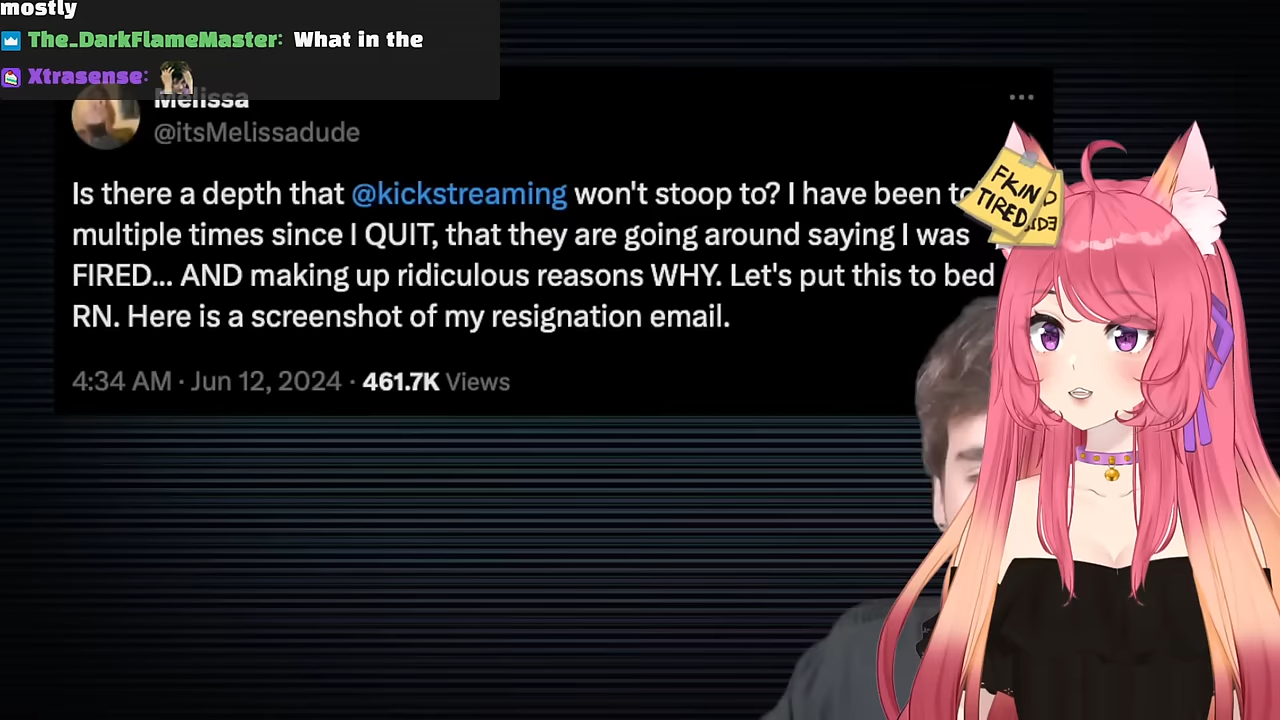 mostly
The_DarkFlameMaster: What in the
Xtrasense:
Melissa
@itsMelissadude
Is there a depth that @kickstreaming won't stoop to? I have been
multiple times since I QUIT, that they are going around saying I was
FIRED... AND making up ridiculous reasons WHY. Let's put this to bed
RN. Here is a screenshot of my resignation email.
4:34 AM · Jun 12, 2024 · 461.7K Views
FKIN
TIRED